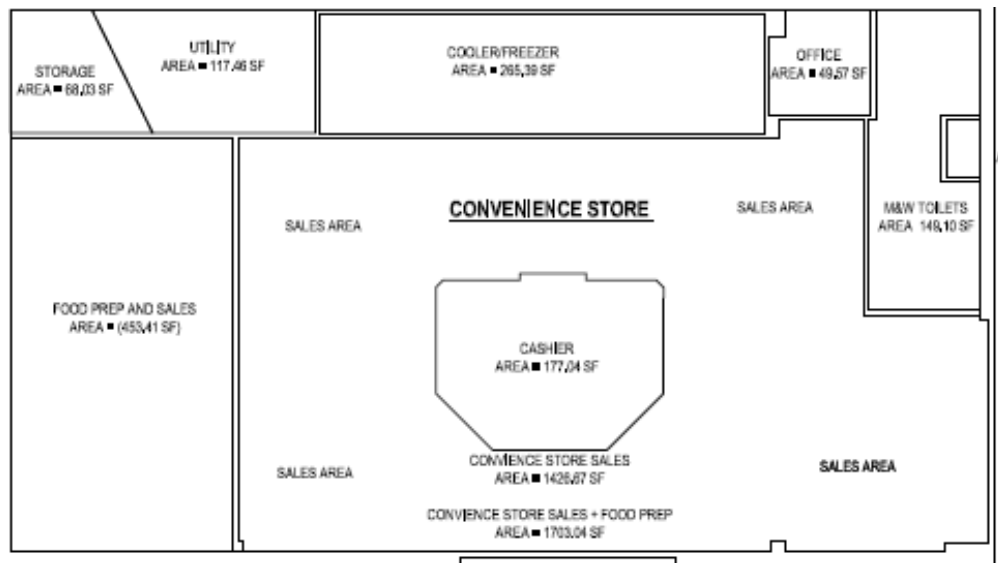 STORAGE
AREA = 68.03 SF
UTILITY
AREA = 117.46 SF
COOLER/FREEZER
AREA = 265.39 SF
OFFICE
AREA = 49.57 SF
CONVENIENCE STORE
SALES AREA
SALES AREA
M&W TOILETS
AREA 149.10 SF
FOOD PREP AND SALES
AREA = (453.41 SF)
CASHIER
AREA = 177.04 SF
SALES AREA
CONVIENCE STORE SALES
AREA = 1426.67 SF
SALES AREA
CONVIENCE STORE SALES + FOOD PREP
AREA = 1703.04 SF